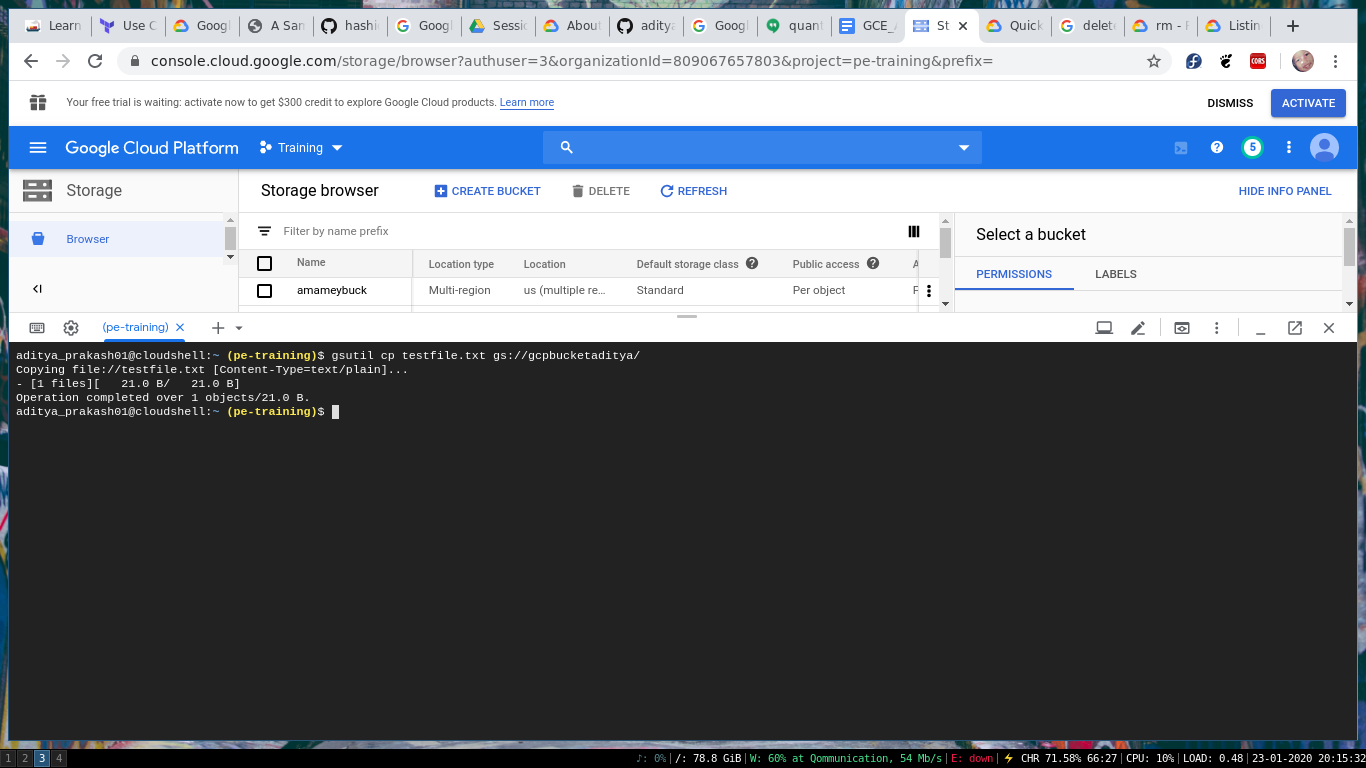 Learn Use C Googl A San hashi Googl Sessi About aditya Googl quant GCE_ St Quick delete rm - F Listin
console.cloud.google.com/storage/browser?authuser=3&organizationId=809067657803&project=pe-training&prefix=
CORS
Your free trial is waiting: activate now to get $300 credit to explore Google Cloud products. Learn more DISMISS ACTIVATE
Google Cloud Platform Training 5
Storage Storage browser CREATE BUCKET DELETE REFRESH HIDE INFO PANEL
Browser Filter by name prefix Select a bucket
Name Location type Location Default storage class Public access A PERMISSIONS LABELS
amameybuck Multi-region us (multiple re... Standard Per object F
(pe-training)
aditya_prakash01@cloudshell:~ (pe-training)$ gsutil cp testfile.txt gs://gcpbucketaditya/
Copying file://testfile.txt [Content-Type=text/plain]...
- [1 files][   21.0 B/   21.0 B]
Operation completed over 1 objects/21.0 B.
aditya_prakash01@cloudshell:~ (pe-training)$
1 2 3 4 ♪: 0% /: 78.8 GiB W: 60% at Qommunication, 54 Mb/s E: down ⚡ CHR 71.58% 66:27 CPU: 10% LOAD: 0.48 23-01-2020 20:15:32